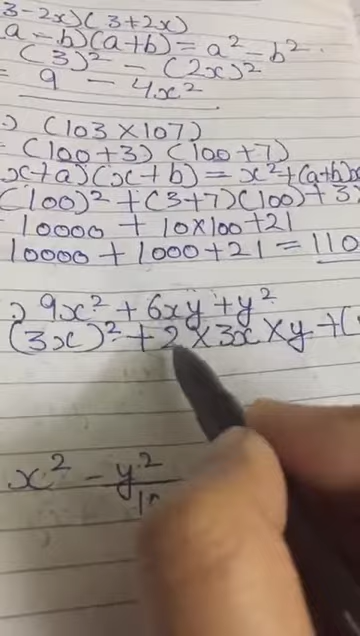 3-2x)(3+2x)
a-b)(a+b) = a² - b²
(3)² - (2x)²
= 9 - 4x²
) (103×107)
= (100+3) (100+7)
x+a)(x+b) = x²+(a+b)x
(100)² + (3+7)(100) + 3
10000 + 10×100+21
10000 + 1000+21 = 110
) 9x² + 6xy + y²
(3x)² + 2×3x×y+(
x² - y²